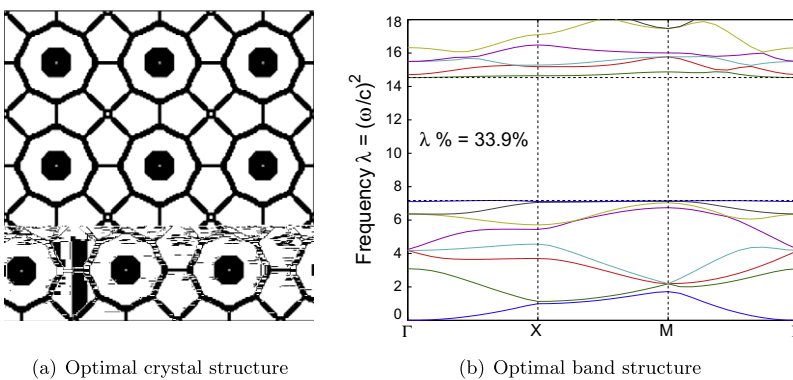 18
16
14
12
10
8
6
4
2
0
Frequency λ = (ω/c)²
λ % = 33.9%
Γ X M
(a) Optimal crystal structure
(b) Optimal band structure